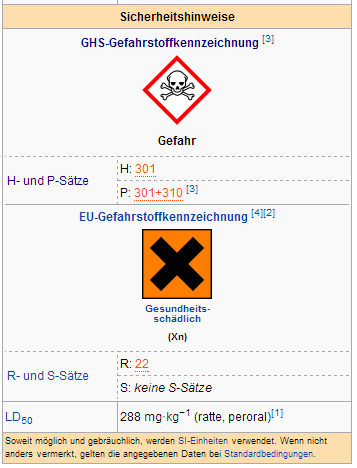 Sicherheitshinweise
GHS-Gefahrstoffkennzeichnung [3]
Gefahr
H- und P-Sätze
H: 301
P: 301+310 [3]
EU-Gefahrstoffkennzeichnung [4][2]
Gesundheits-
schädlich
(Xn)
R- und S-Sätze
R: 22
S: keine S-Sätze
LD50
288 mg·kg−1 (ratte, peroral)[1]
Soweit möglich und gebräuchlich, werden SI-Einheiten verwendet. Wenn nicht
anders vermerkt, gelten die angegebenen Daten bei Standardbedingungen.